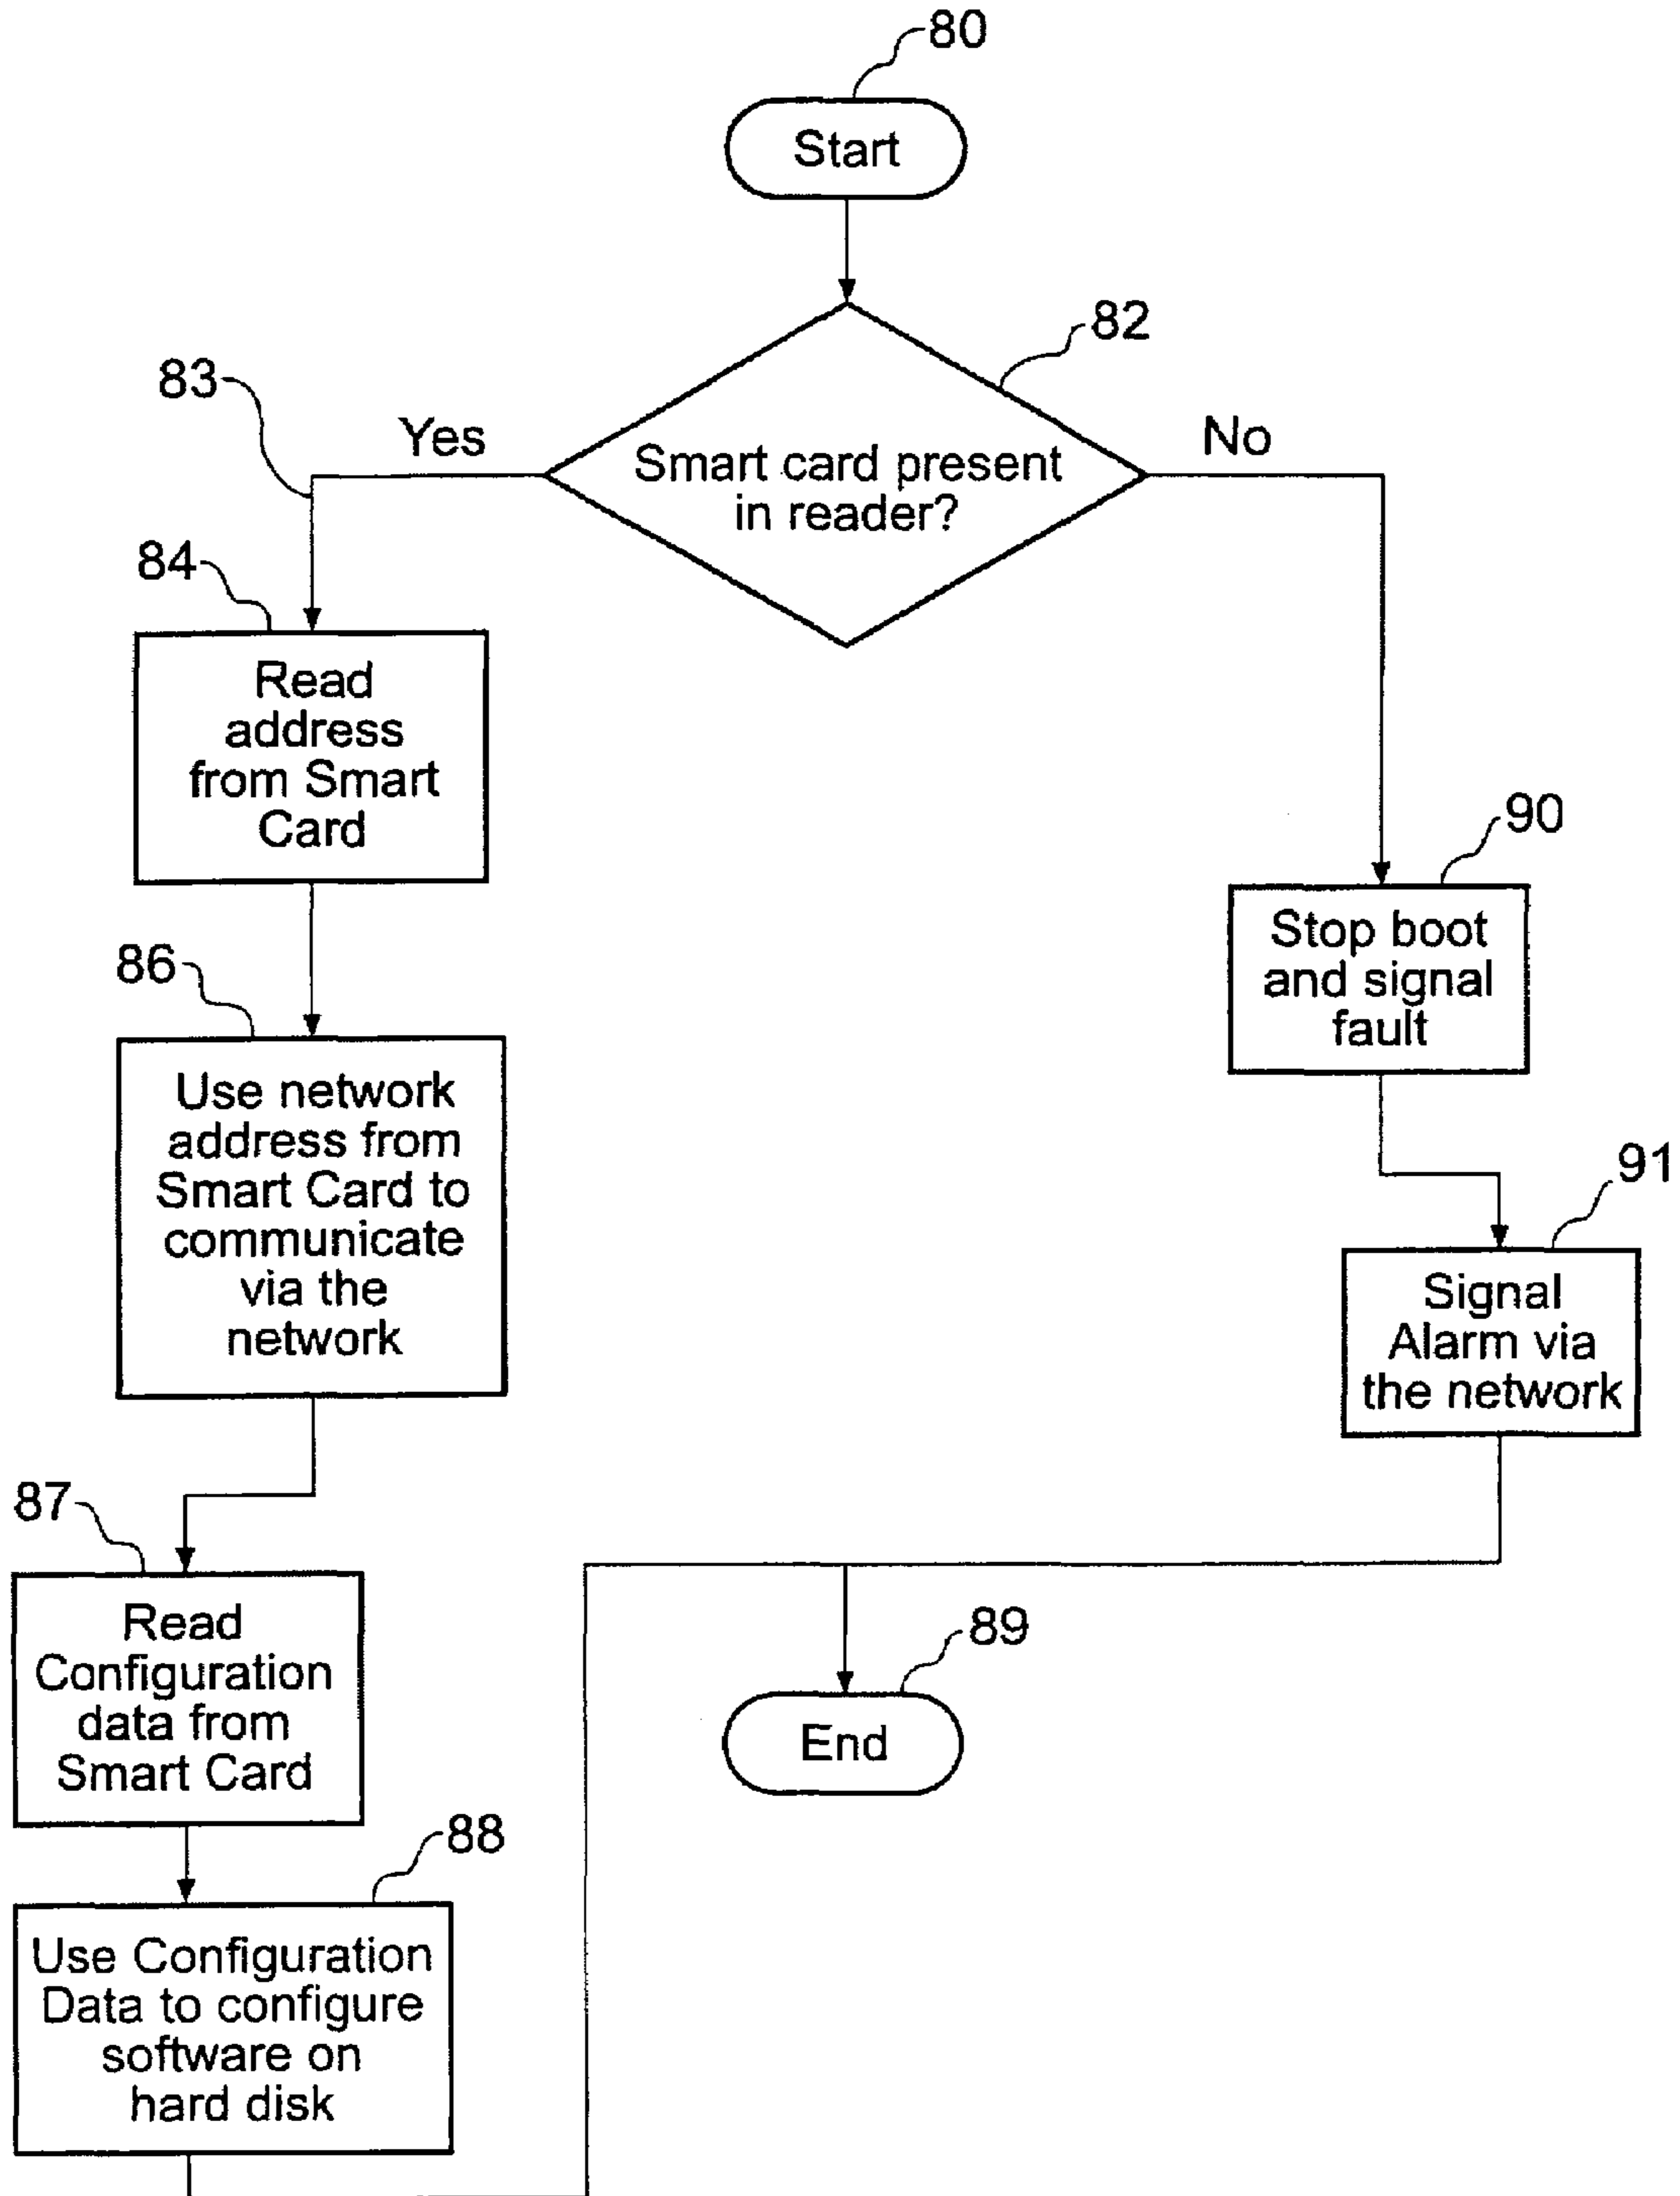 80
Start
82
83
Yes
No
Smart card present
in reader?
84
Read
address
from Smart
Card
90
Stop boot
and signal
fault
86
Use network
address from
Smart Card to
communicate
via the
network
91
Signal
Alarm via
the network
87
Read
Configuration
data from
Smart Card
89
End
88
Use Configuration
Data to configure
software on
hard disk